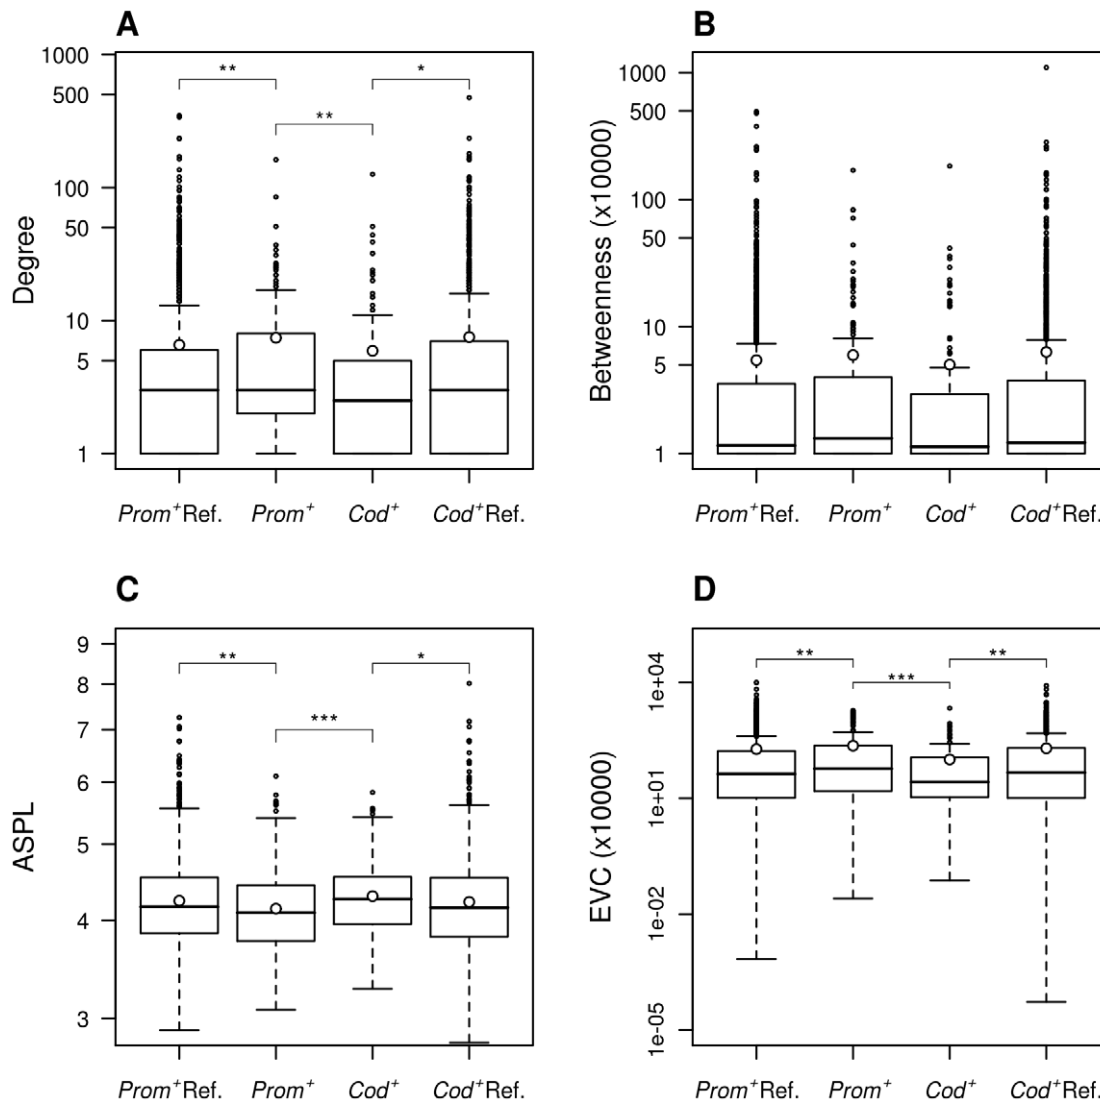 A
Degree
1000
500
100
50
10
5
1
**
**
*
Prom+Ref.
Prom+
Cod+
Cod+Ref.
B
Betweenness (x10000)
1000
500
100
50
10
5
1
Prom+Ref.
Prom+
Cod+
Cod+Ref.
C
ASPL
9
8
7
6
5
4
3
**
***
*
Prom+Ref.
Prom+
Cod+
Cod+Ref.
D
EVC (x10000)
1e+04
1e+01
1e-02
1e-05
**
***
**
Prom+Ref.
Prom+
Cod+
Cod+Ref.